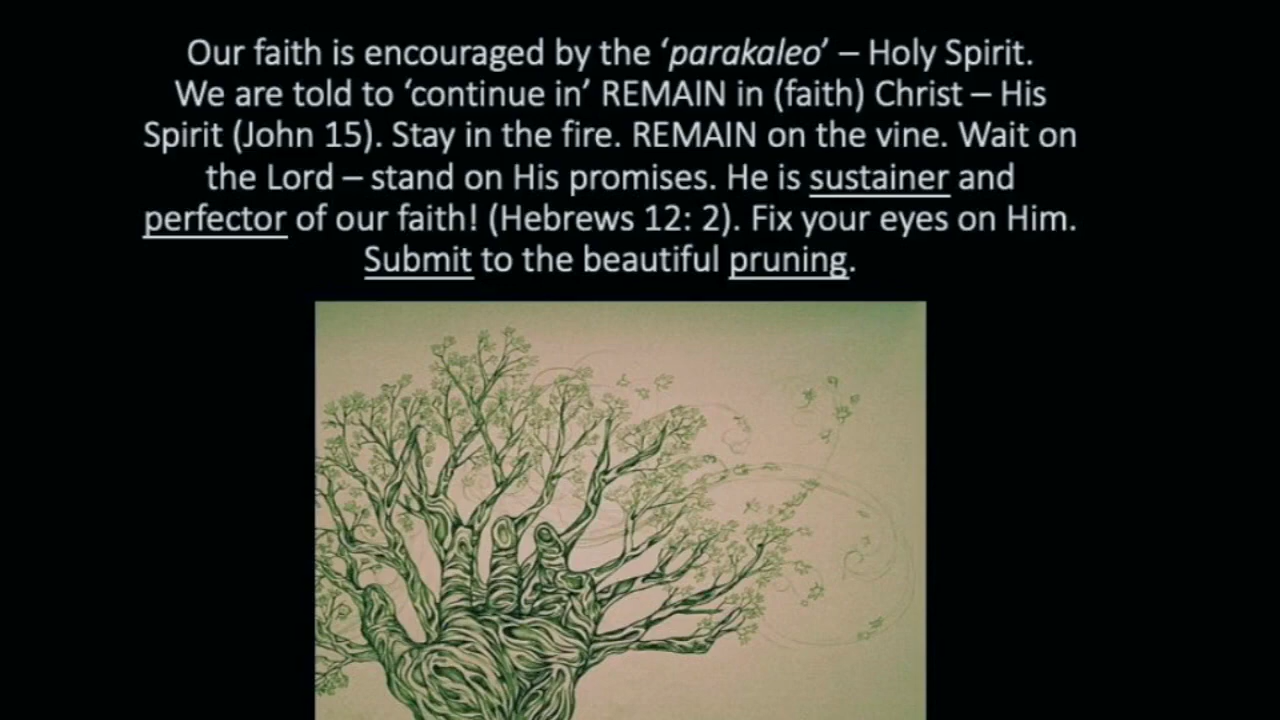 Our faith is encouraged by the ‘parakaleo’ – Holy Spirit.
We are told to ‘continue in’ REMAIN in (faith) Christ – His
Spirit (John 15). Stay in the fire. REMAIN on the vine. Wait on
the Lord – stand on His promises. He is sustainer and
perfector of our faith! (Hebrews 12: 2). Fix your eyes on Him.
Submit to the beautiful pruning.